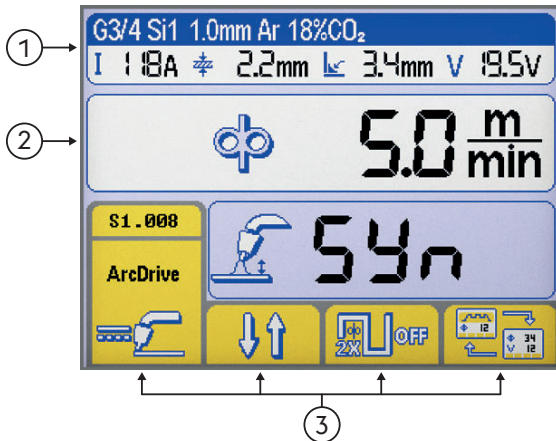 G3/4 Si1 1.0mm Ar 18%CO₂
I 118A 2.2mm 3.4mm V 19.5V
5.0 m/min
S1.008
Syn
ArcDrive
2X OFF
12 34
V 12
1
2
3